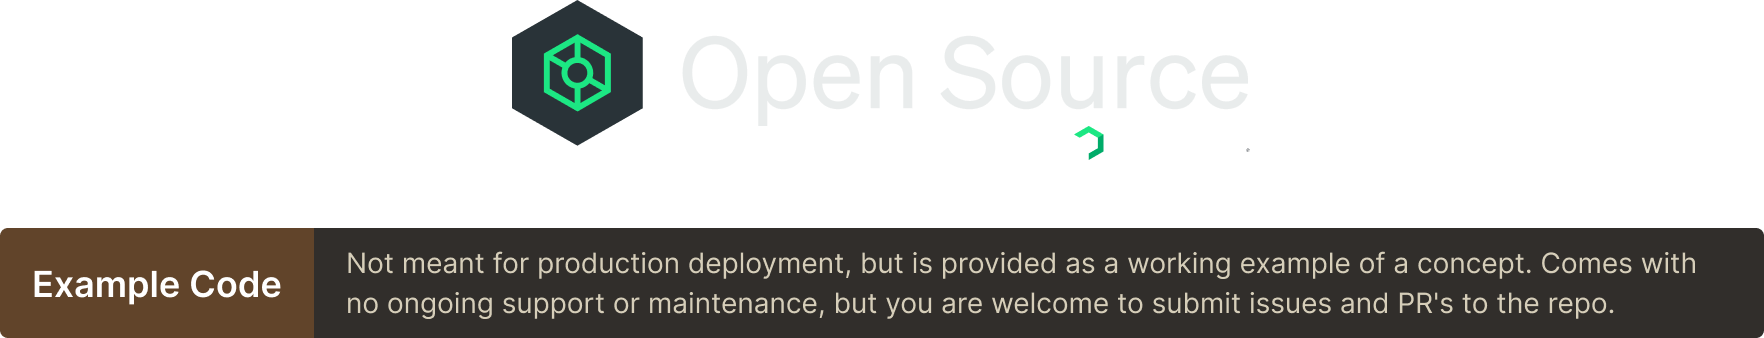 Open Source
Example Code
Not meant for production deployment, but is provided as a working example of a concept. Comes with
no ongoing support or maintenance, but you are welcome to submit issues and PR's to the repo.